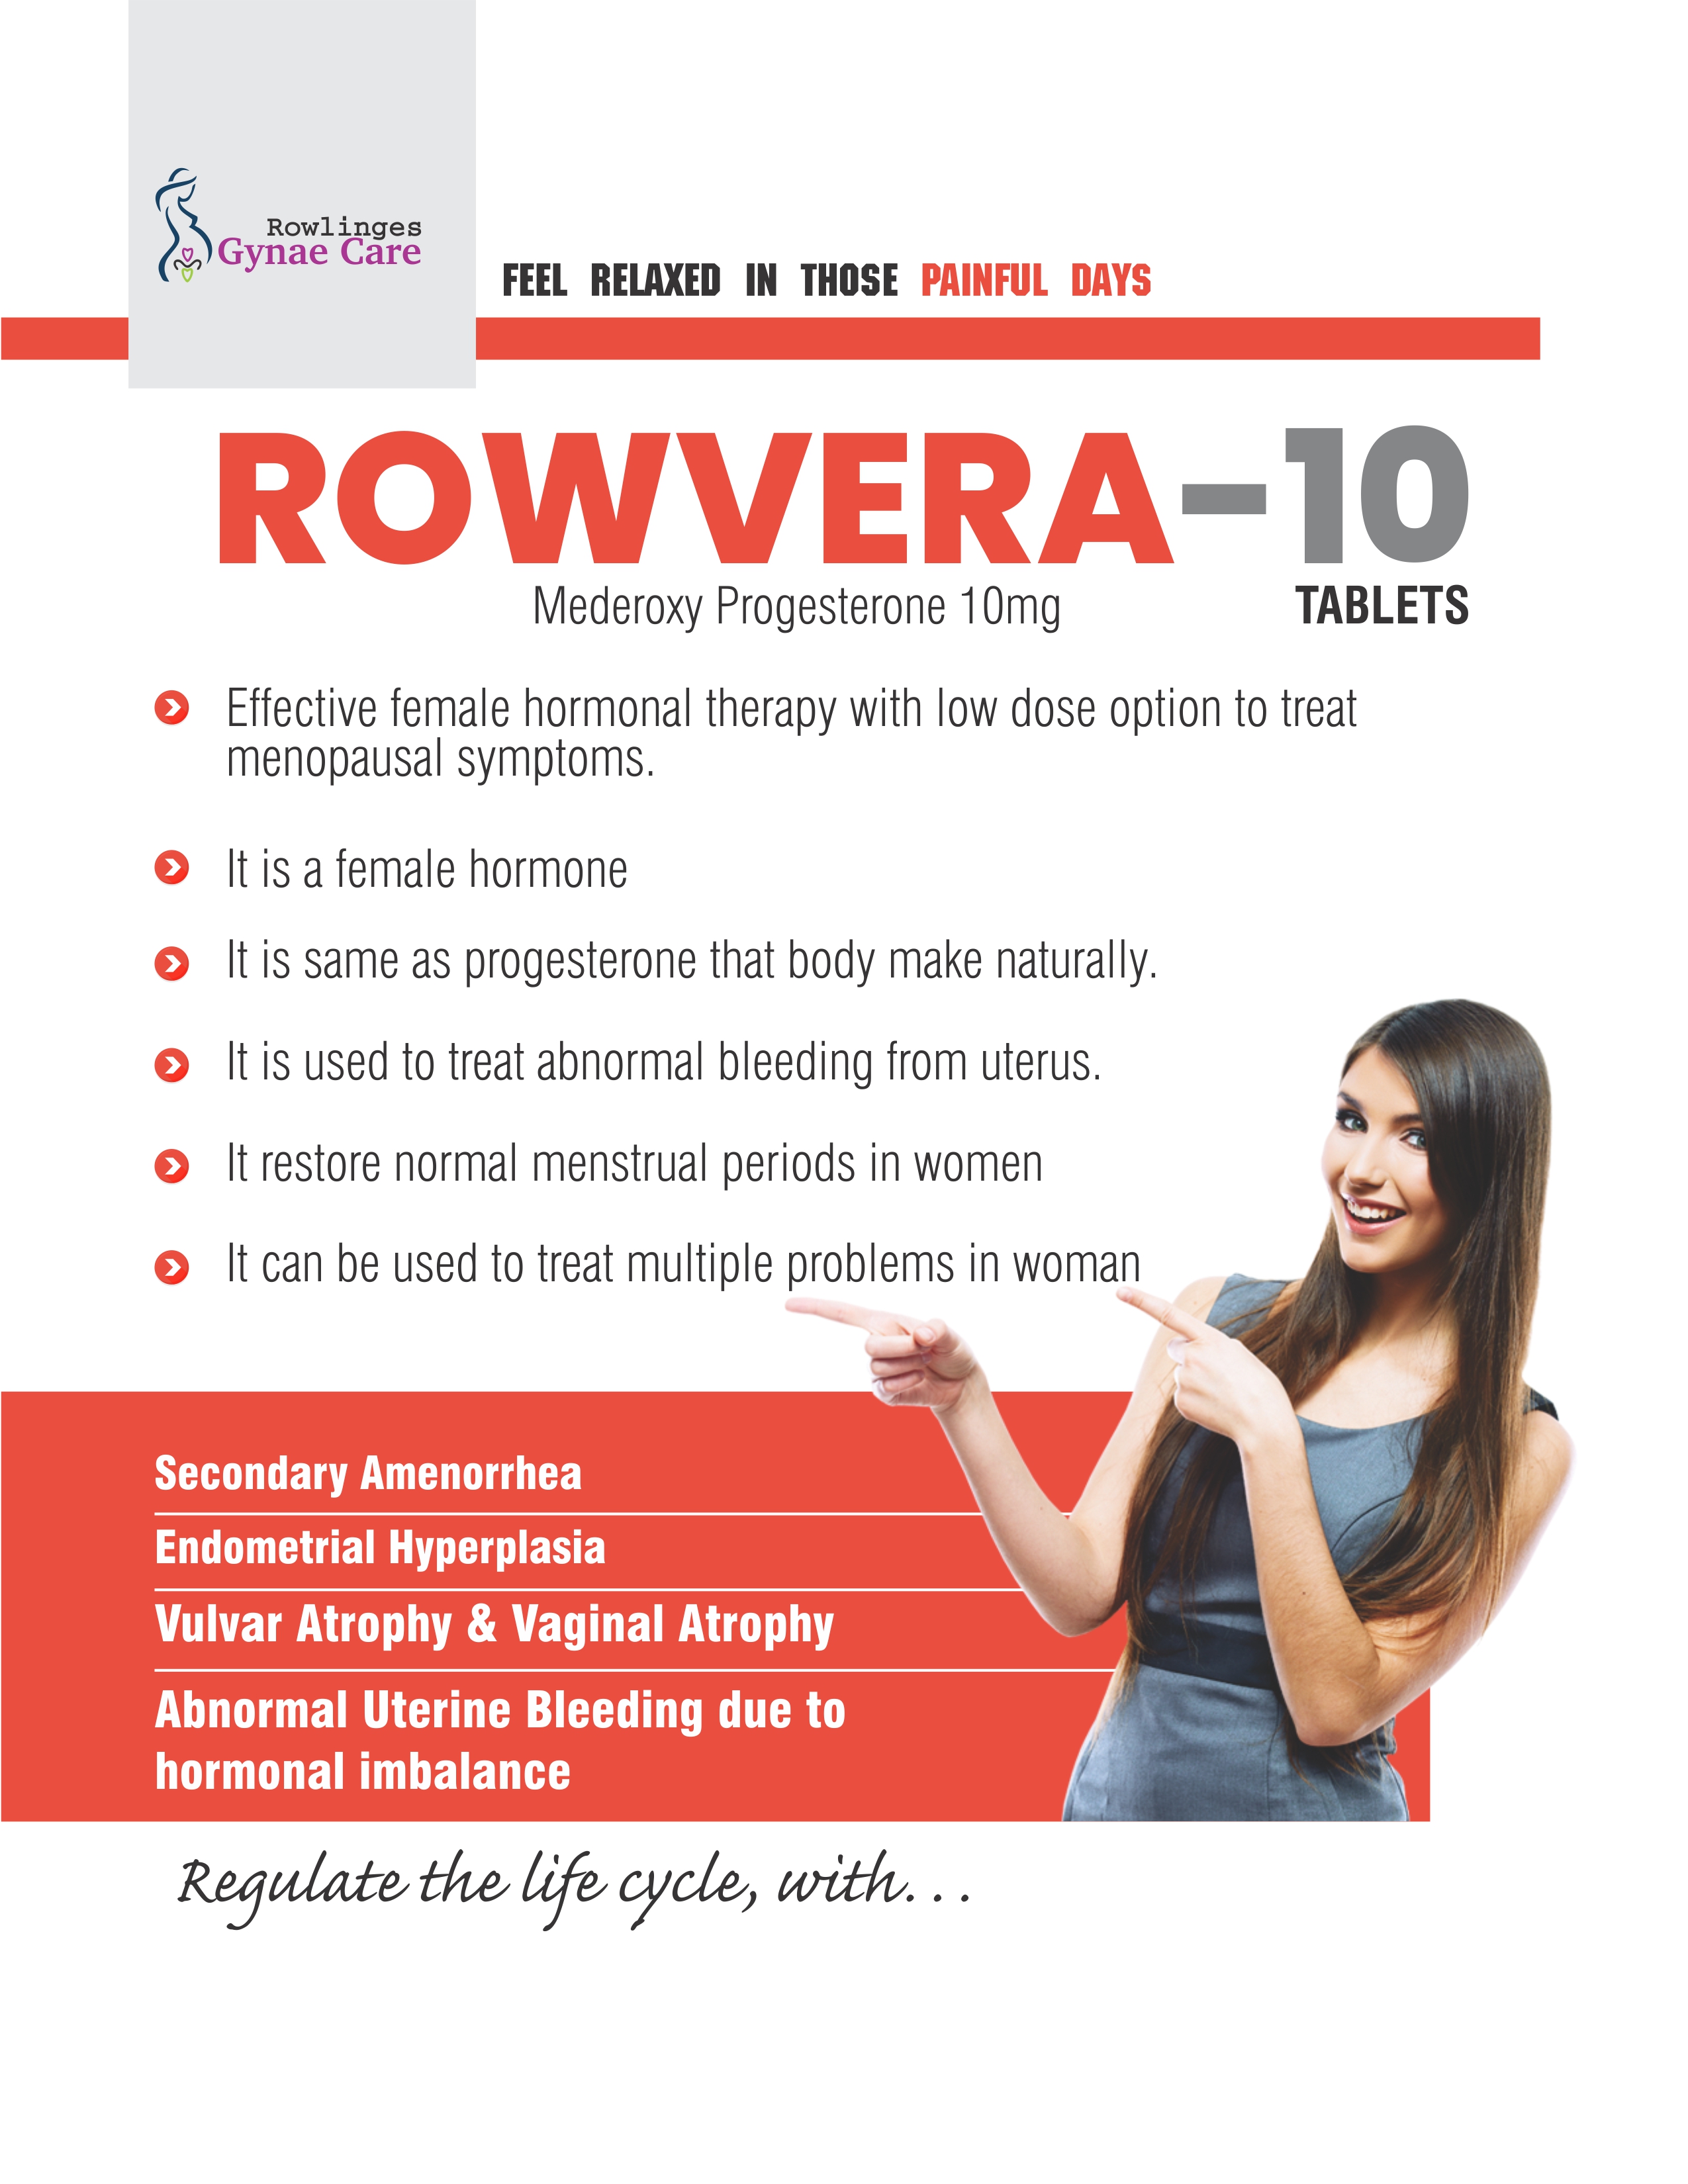 Rowlinges
Gynae Care
FEEL RELAXED IN THOSE PAINFUL DAYS
ROWVERA-10
Mederoxy Progesterone 10mg TABLETS
Effective female hormonal therapy with low dose option to treat
menopausal symptoms.
It is a female hormone
It is same as progesterone that body make naturally.
It is used to treat abnormal bleeding from uterus.
It restore normal menstrual periods in women
It can be used to treat multiple problems in woman
Secondary Amenorrhea
Endometrial Hyperplasia
Vulvar Atrophy & Vaginal Atrophy
Abnormal Uterine Bleeding due to
hormonal imbalance
Regulate the life cycle, with...